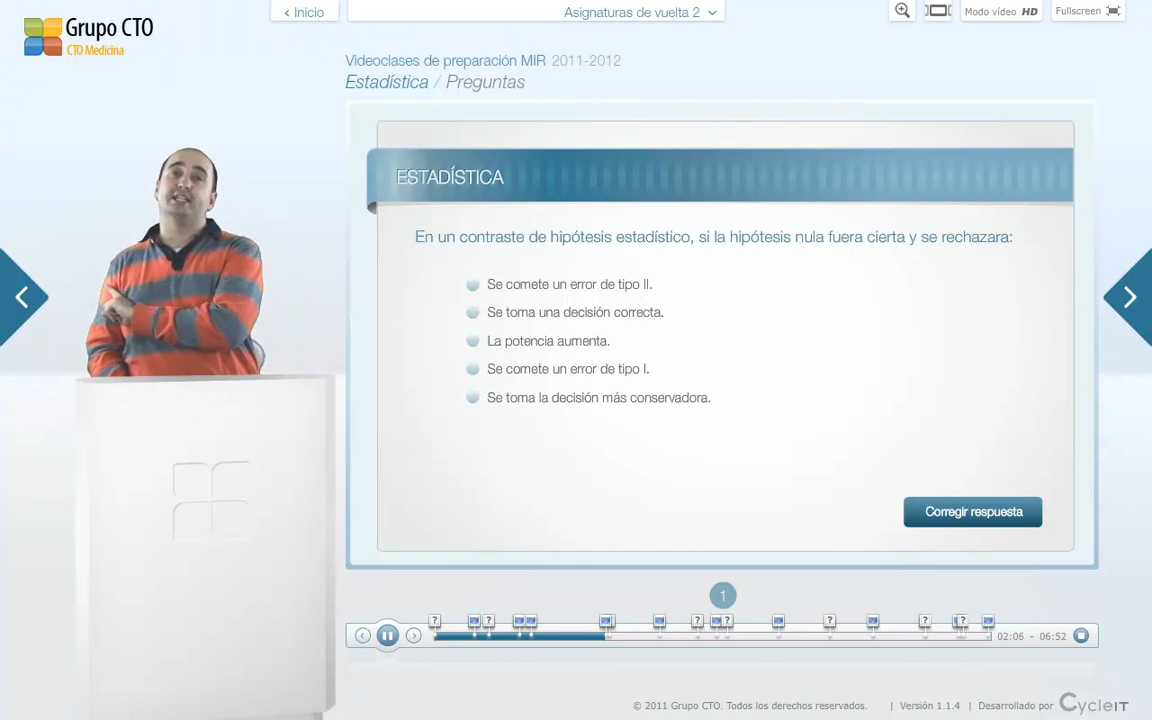 Grupo CTO
CTO Medicina
‹ Inicio
Asignaturas de vuelta 2
Modo vídeo HD
Fullscreen
Videoclases de preparación MIR 2011-2012
Estadística / Preguntas
ESTADÍSTICA
En un contraste de hipótesis estadístico, si la hipótesis nula fuera cierta y se rechazara:
Se comete un error de tipo II.
Se toma una decisión correcta.
La potencia aumenta.
Se comete un error de tipo I.
Se toma la decisión más conservadora.
Corregir respuesta
1
? ? ? ? ? ? ?
02:06 - 06:52
© 2011 Grupo CTO. Todos los derechos reservados. | Versión 1.1.4 | Desarrollado por CycleIT